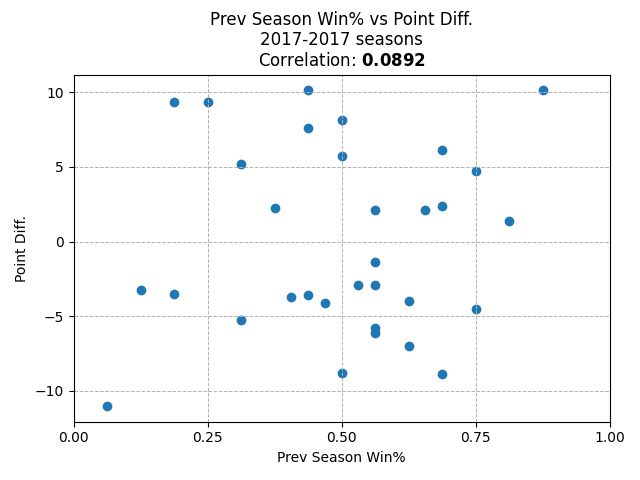 Prev Season Win% vs Point Diff.
2017-2017 seasons
Correlation: 0.0892
10
5
0
−5
−10
Point Diff.
0.00 0.25 0.50 0.75 1.00
Prev Season Win%